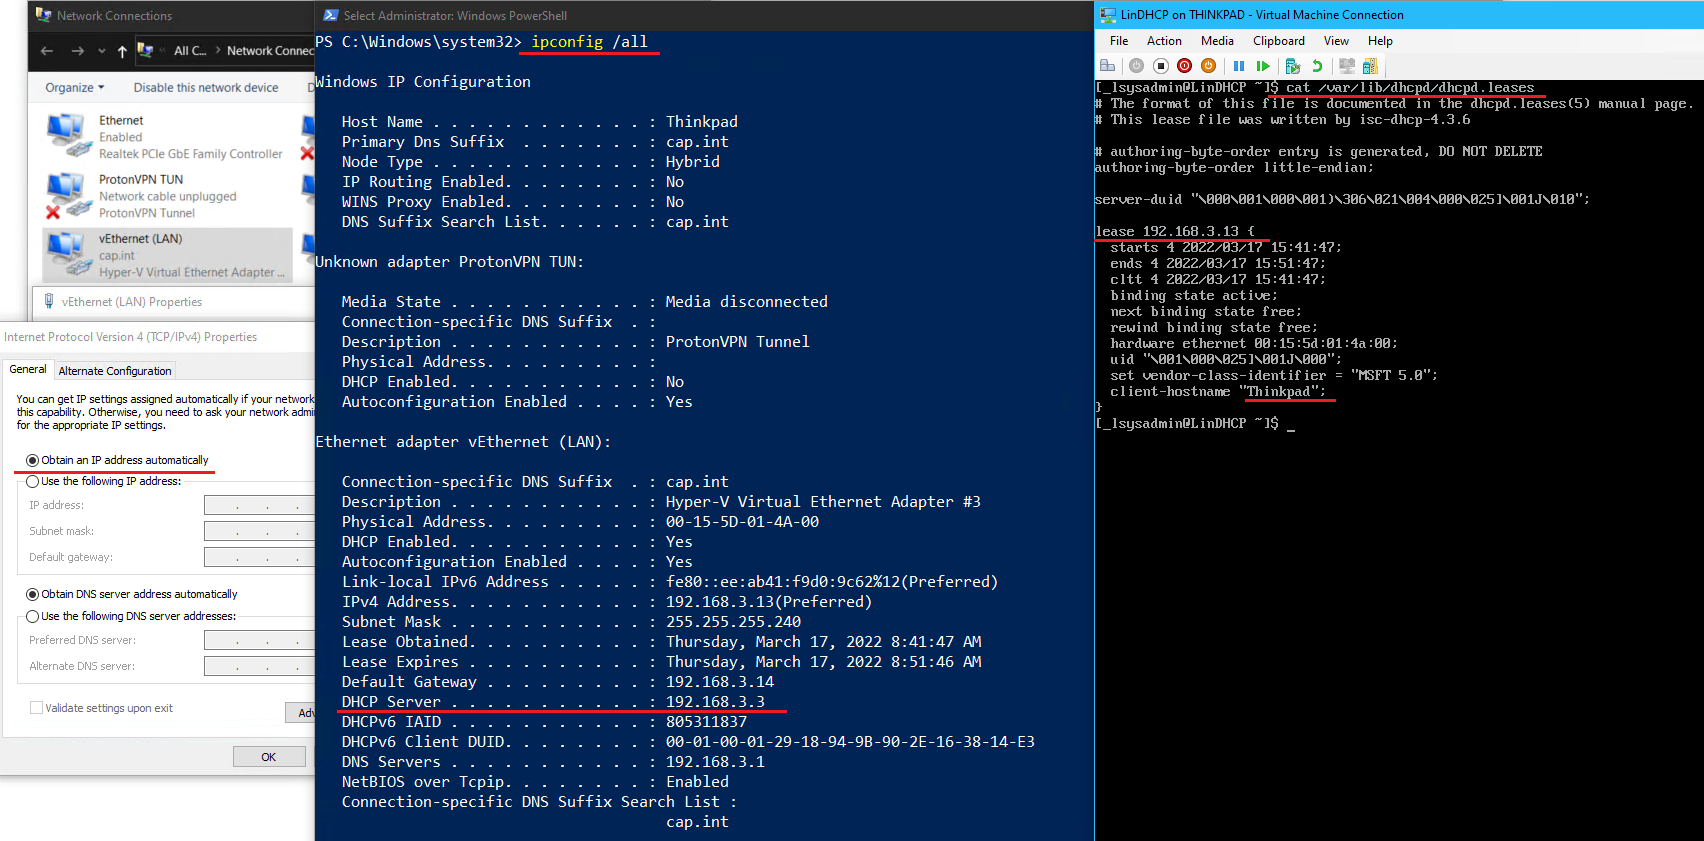 Network Connections
All C...
Network Connec
Organize
Disable this network device
Ethernet
Enabled
Realtek PCIe GbE Family Controller
ProtonVPN TUN
Network cable unplugged
ProtonVPN Tunnel
vEthernet (LAN)
cap.int
Hyper-V Virtual Ethernet Adapter ...
vEthernet (LAN) Properties
Internet Protocol Version 4 (TCP/IPv4) Properties
General
Alternate Configuration
You can get IP settings assigned automatically if your network
this capability. Otherwise, you need to ask your network admi
for the appropriate IP settings.
Obtain an IP address automatically
Use the following IP address:
IP address:
Subnet mask:
Default gateway:
Obtain DNS server address automatically
Use the following DNS server addresses:
Preferred DNS server:
Alternate DNS server:
Validate settings upon exit
Adv
OK
Select Administrator: Windows PowerShell
PS C:\Windows\system32> ipconfig /all
Windows IP Configuration
Host Name . . . . . . . . . . . . : Thinkpad
Primary Dns Suffix  . . . . . . . : cap.int
Node Type . . . . . . . . . . . . : Hybrid
IP Routing Enabled. . . . . . . . : No
WINS Proxy Enabled. . . . . . . . : No
DNS Suffix Search List. . . . . . : cap.int
Unknown adapter ProtonVPN TUN:
Media State . . . . . . . . . . . : Media disconnected
Connection-specific DNS Suffix  . :
Description . . . . . . . . . . . : ProtonVPN Tunnel
Physical Address. . . . . . . . . :
DHCP Enabled. . . . . . . . . . . : No
Autoconfiguration Enabled . . . . : Yes
Ethernet adapter vEthernet (LAN):
Connection-specific DNS Suffix  . : cap.int
Description . . . . . . . . . . . : Hyper-V Virtual Ethernet Adapter #3
Physical Address. . . . . . . . . : 00-15-5D-01-4A-00
DHCP Enabled. . . . . . . . . . . : Yes
Autoconfiguration Enabled . . . . : Yes
Link-local IPv6 Address . . . . . : fe80::ee:ab41:f9d0:9c62%12(Preferred)
IPv4 Address. . . . . . . . . . . : 192.168.3.13(Preferred)
Subnet Mask . . . . . . . . . . . : 255.255.255.240
Lease Obtained. . . . . . . . . . : Thursday, March 17, 2022 8:41:47 AM
Lease Expires . . . . . . . . . . : Thursday, March 17, 2022 8:51:46 AM
Default Gateway . . . . . . . . . : 192.168.3.14
DHCP Server . . . . . . . . . . . : 192.168.3.3
DHCPv6 IAID . . . . . . . . . . . : 805311837
DHCPv6 Client DUID. . . . . . . . : 00-01-00-01-29-18-94-9B-90-2E-16-38-14-E3
DNS Servers . . . . . . . . . . . : 192.168.3.1
NetBIOS over Tcpip. . . . . . . . : Enabled
Connection-specific DNS Suffix Search List :
cap.int
LinDHCP on THINKPAD - Virtual Machine Connection
File Action Media Clipboard View Help
[_lsysadmin@LinDHCP ~]$ cat /var/lib/dhcpd/dhcpd.leases
# The format of this file is documented in the dhcpd.leases(5) manual page.
# This lease file was written by isc-dhcp-4.3.6
# authoring-byte-order entry is generated, DO NOT DELETE
authoring-byte-order little-endian;
server-duid "\000\001\000\001)\306\021\004\000\025]\001J\010";
lease 192.168.3.13 {
starts 4 2022/03/17 15:41:47;
ends 4 2022/03/17 15:51:47;
cltt 4 2022/03/17 15:41:47;
binding state active;
next binding state free;
rewind binding state free;
hardware ethernet 00:15:5d:01:4a:00;
uid "\001\000\025]\001J\000";
set vendor-class-identifier = "MSFT 5.0";
client-hostname "Thinkpad";
}
[_lsysadmin@LinDHCP ~]$ _